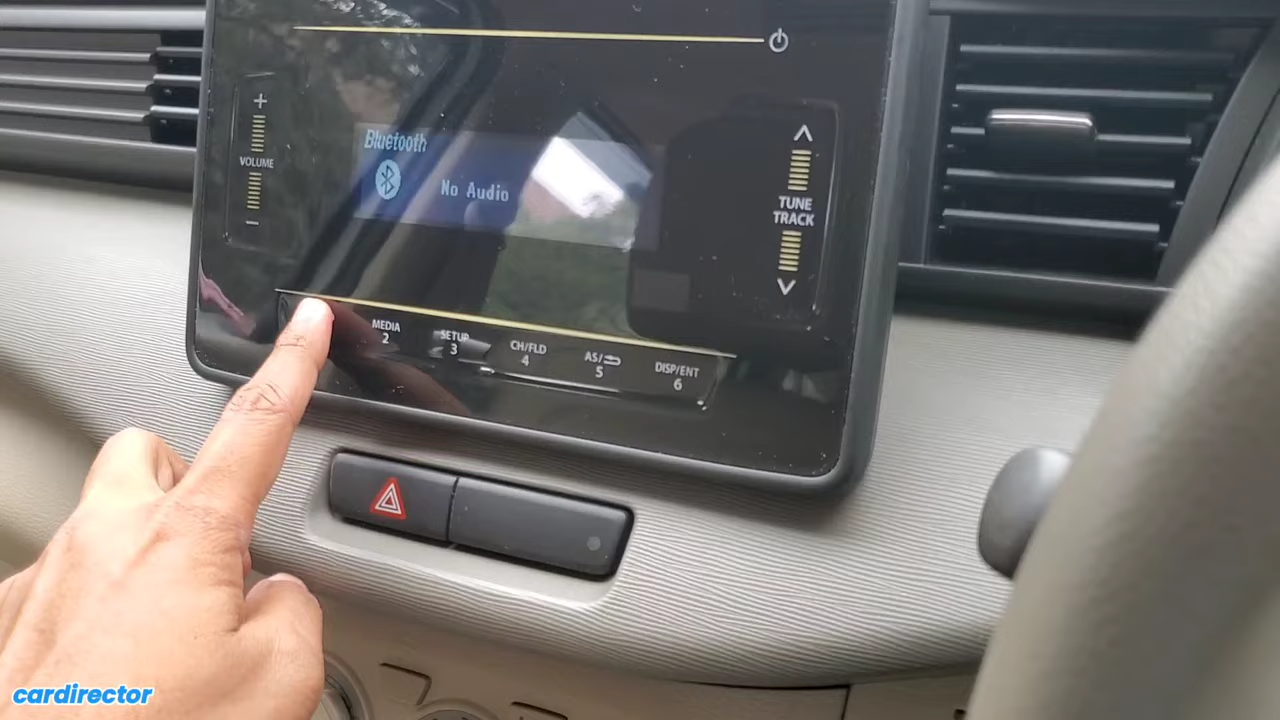 +
VOLUME
−
Bluetooth
No Audio
TUNE
TRACK
MEDIA
2
SETUP
3
CH/FLD
4
AS/
5
DISP/ENT
6
cardirector